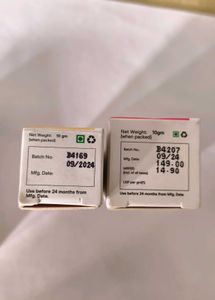 Net Weight: 10 gm
(when packed)
Batch No.
B4169
09/2024
Mfg. Date:
Use before 24 months from
Mfg. Date.
Net Weight: 10gm
(when packed)
Batch No.
B4207
Mfg. Date:
09/24
149.00
(incl. of all taxes)
14.90
USP per gm(₹):
Use before 24 months from
Mfg. Date.